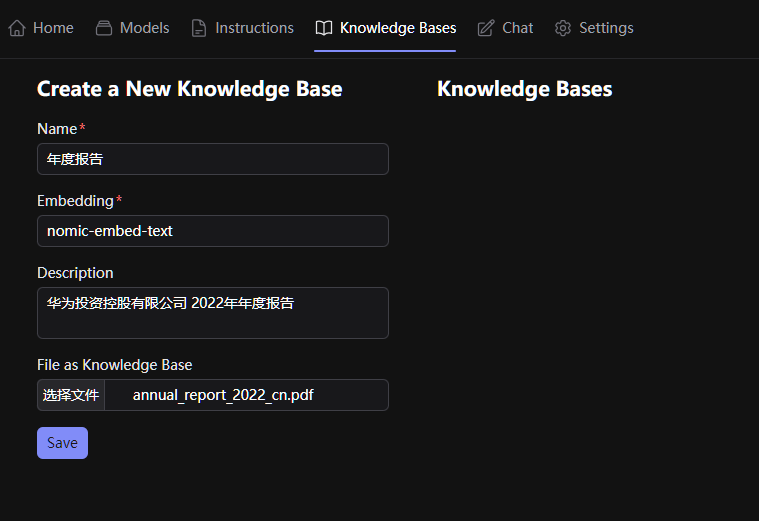 Home Models Instructions Knowledge Bases Chat Settings
Create a New Knowledge Base
Name*
年度报告
Embedding*
nomic-embed-text
Description
华为投资控股有限公司 2022年年度报告
File as Knowledge Base
选择文件 annual_report_2022_cn.pdf
Save
Knowledge Bases